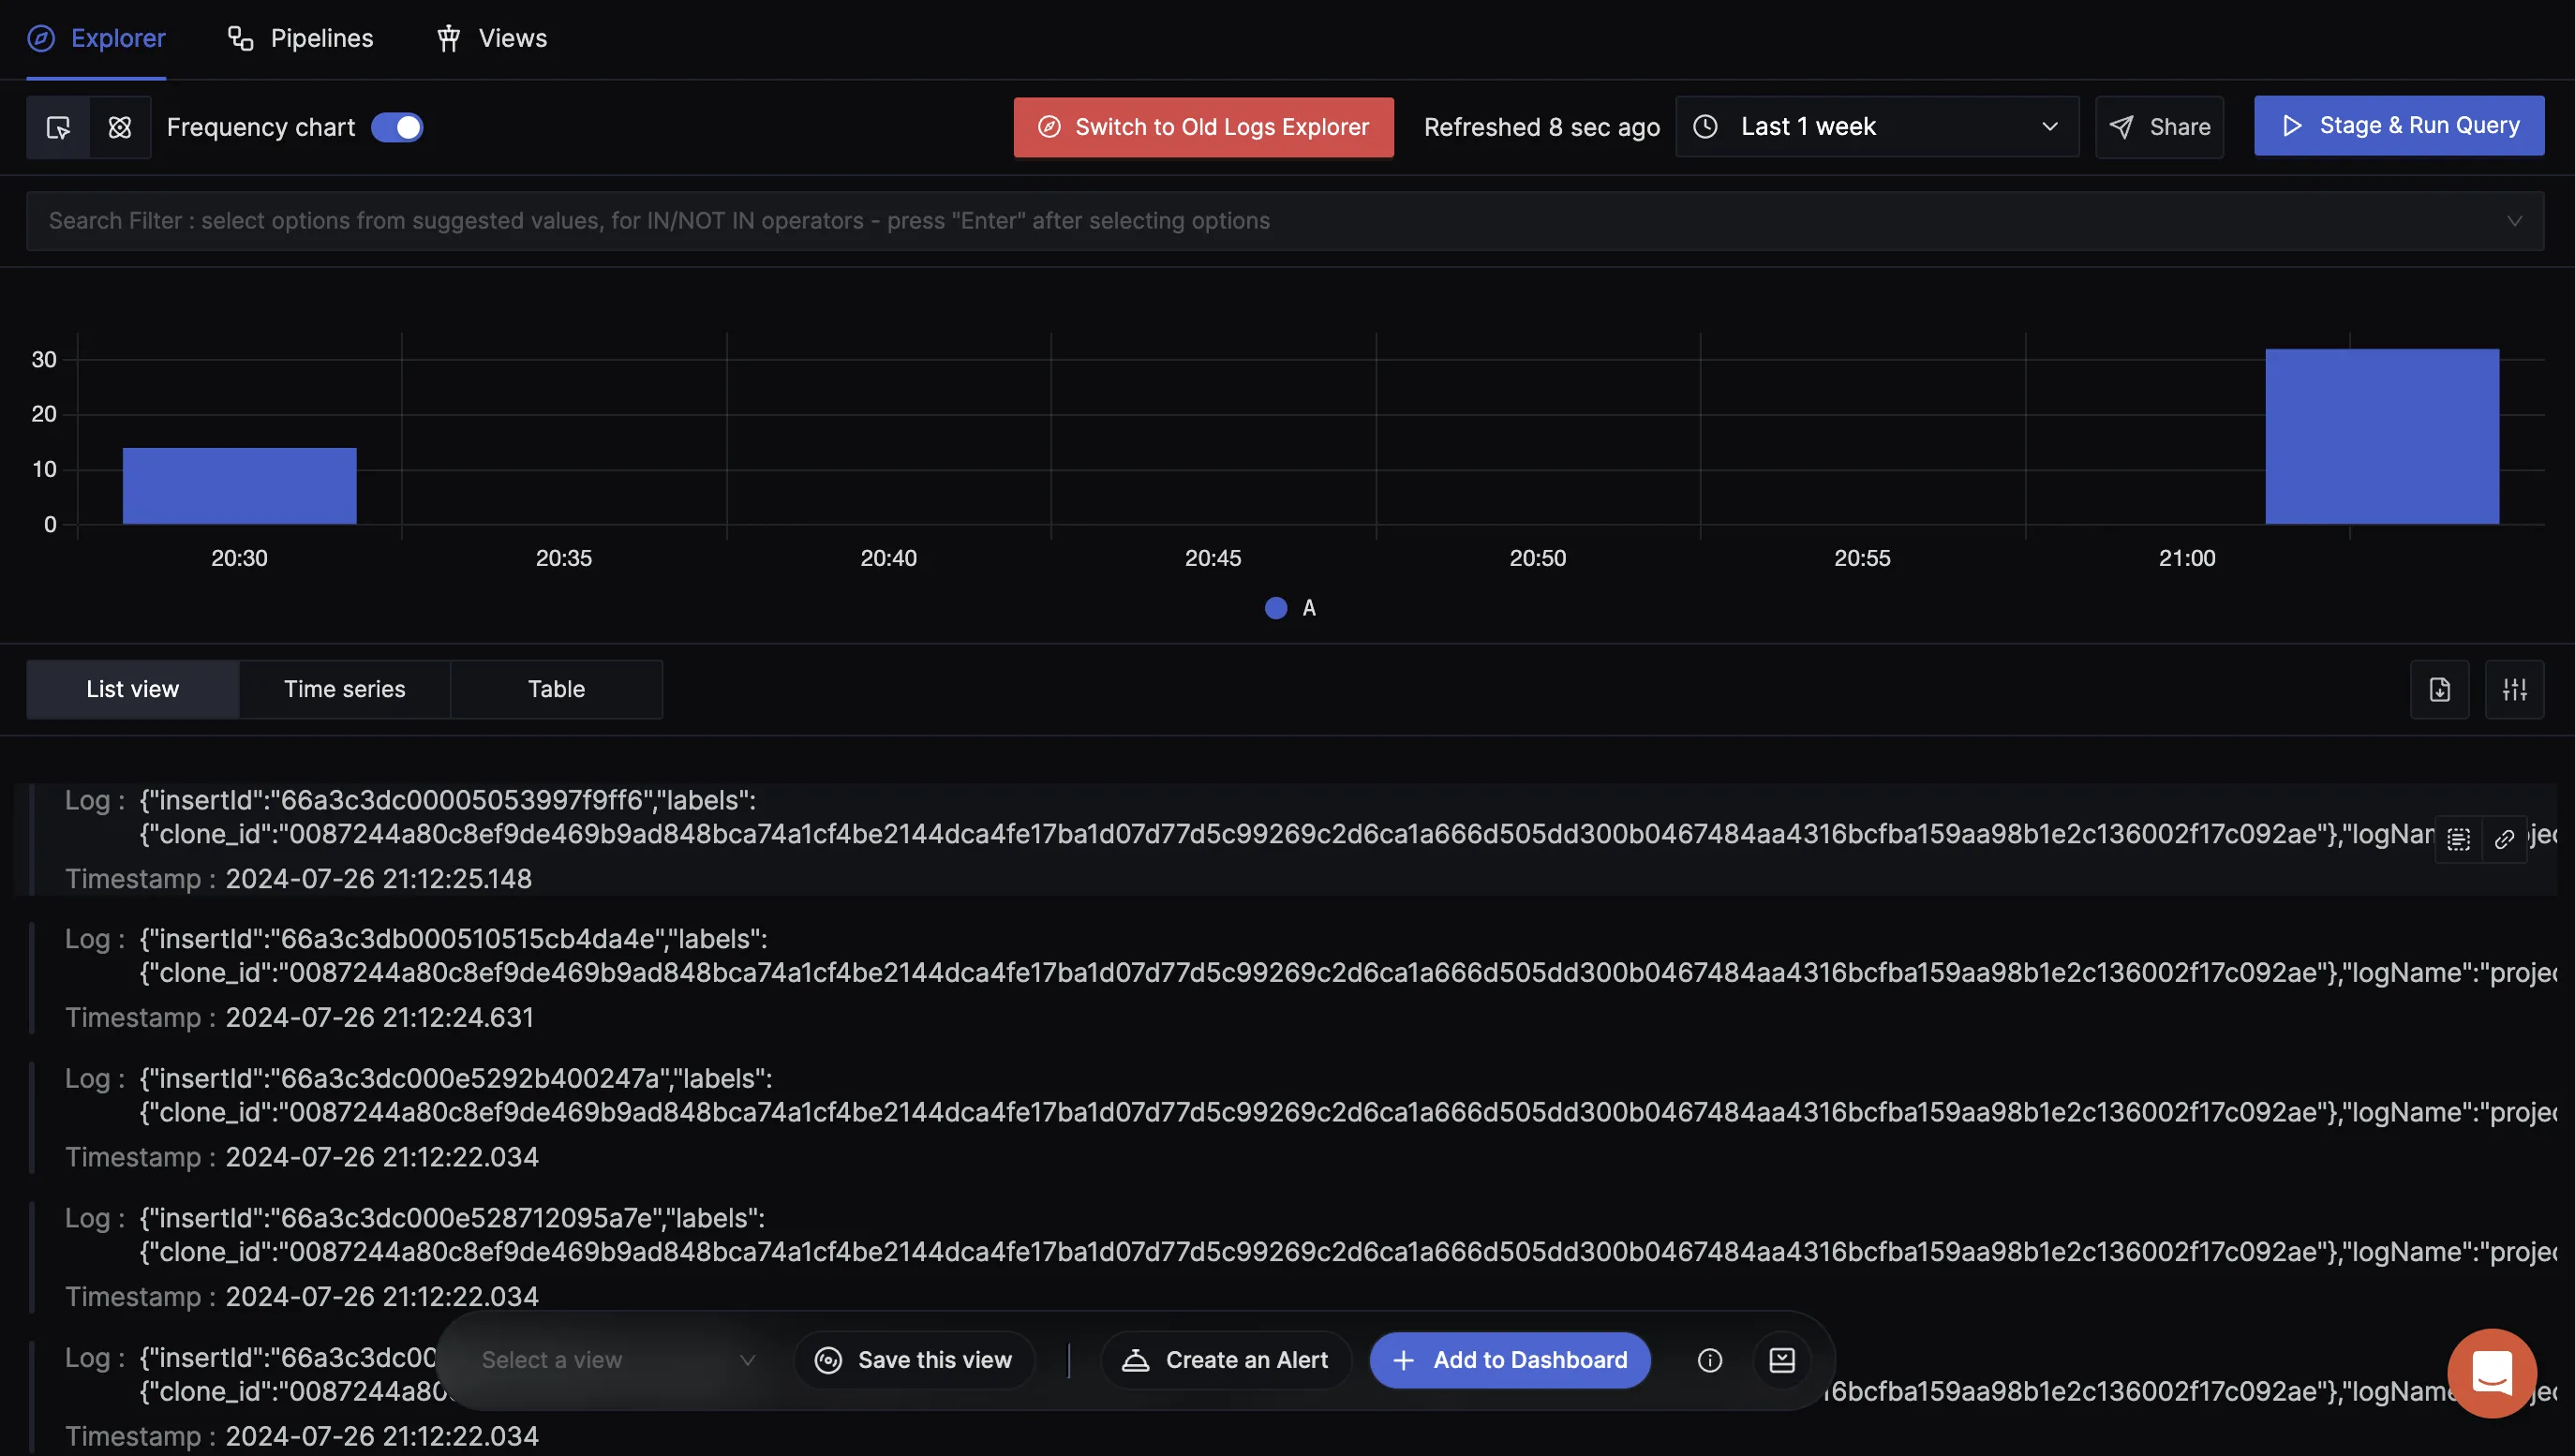 Explorer Pipelines Views
Frequency chart Switch to Old Logs Explorer Refreshed 8 sec ago Last 1 week Share Stage & Run Query
Search Filter : select options from suggested values, for IN/NOT IN operators - press "Enter" after selecting options
30
20
10
0
20:30 20:35 20:40 20:45 20:50 20:55 21:00
A
List view Time series Table
Log : {"insertId":"66a3c3dc00005053997f9ff6","labels":
{"clone_id":"0087244a80c8ef9de469b9ad848bca74a1cf4be2144dca4fe17ba1d07d77d5c99269c2d6ca1a666d505dd300b0467484aa4316bcfba159aa98b1e2c136002f17c092ae"},"logNam
Timestamp : 2024-07-26 21:12:25.148
Log : {"insertId":"66a3c3db000510515cb4da4e","labels":
{"clone_id":"0087244a80c8ef9de469b9ad848bca74a1cf4be2144dca4fe17ba1d07d77d5c99269c2d6ca1a666d505dd300b0467484aa4316bcfba159aa98b1e2c136002f17c092ae"},"logName":"projec
Timestamp : 2024-07-26 21:12:24.631
Log : {"insertId":"66a3c3dc000e5292b400247a","labels":
{"clone_id":"0087244a80c8ef9de469b9ad848bca74a1cf4be2144dca4fe17ba1d07d77d5c99269c2d6ca1a666d505dd300b0467484aa4316bcfba159aa98b1e2c136002f17c092ae"},"logName":"projec
Timestamp : 2024-07-26 21:12:22.034
Log : {"insertId":"66a3c3dc000e528712095a7e","labels":
{"clone_id":"0087244a80c8ef9de469b9ad848bca74a1cf4be2144dca4fe17ba1d07d77d5c99269c2d6ca1a666d505dd300b0467484aa4316bcfba159aa98b1e2c136002f17c092ae"},"logName":"projec
Timestamp : 2024-07-26 21:12:22.034
Log : {"insertId":"66a3c3dc00
Select a view Save this view Create an Alert Add to Dashboard
{"clone_id":"0087244a80 16bcfba159aa98b1e2c136002f17c092ae"},"logName
Timestamp : 2024-07-26 21:12:22.034